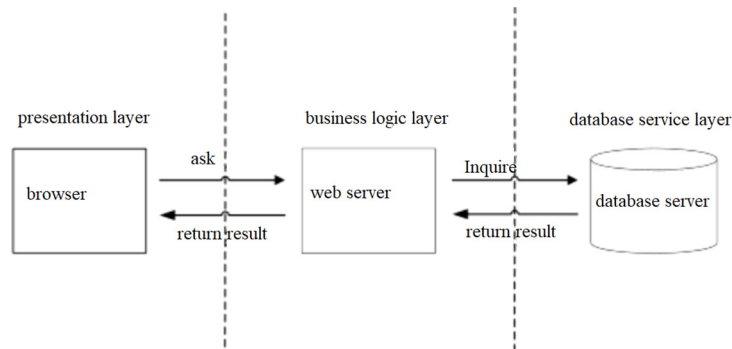 presentation layer
business logic layer
database service layer
ask
Inquire
browser
web server
database server
return result
return result